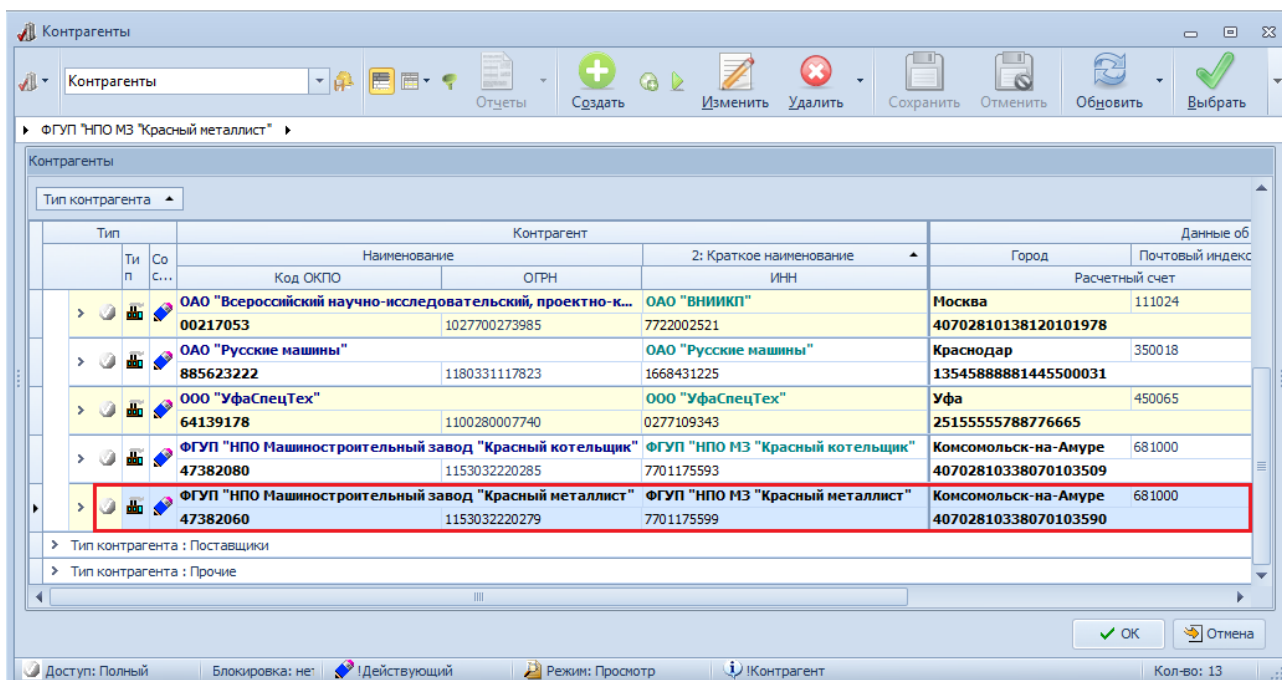 Контрагенты
Контрагенты
Отчеты Создать Изменить Удалить Сохранить Отменить Обновить Выбрать
ФГУП "НПО МЗ "Красный металлист"
Контрагенты
Тип контрагента
Тип Контрагент Данные об
Ти п Со с... Наименование 2: Краткое наименование Город Почтовый индекс
Код ОКПО ОГРН ИНН Расчетный счет
ОАО "Всероссийский научно-исследовательский, проектно-к... ОАО "ВНИИКП" Москва 111024
00217053 1027700273985 7722002521 40702810138120101978
ОАО "Русские машины" ОАО "Русские машины" Краснодар 350018
885623222 1180331117823 1668431225 13545888881445500031
ООО "УфаСпецТех" ООО "УфаСпецТех" Уфа 450065
64139178 1100280007740 0277109343 25155555788776665
ФГУП "НПО Машиностроительный завод "Красный котельщик" ФГУП "НПО МЗ "Красный котельщик" Комсомольск-на-Амуре 681000
47382080 1153032220285 7701175593 40702810338070103509
ФГУП "НПО Машиностроительный завод "Красный металлист" ФГУП "НПО МЗ "Красный металлист" Комсомольск-на-Амуре 681000
47382060 1153032220279 7701175599 40702810338070103590
Тип контрагента : Поставщики
Тип контрагента : Прочие
ОК Отмена
Доступ: Полный Блокировка: нет !Действующий Режим: Просмотр !Контрагент Кол-во: 13